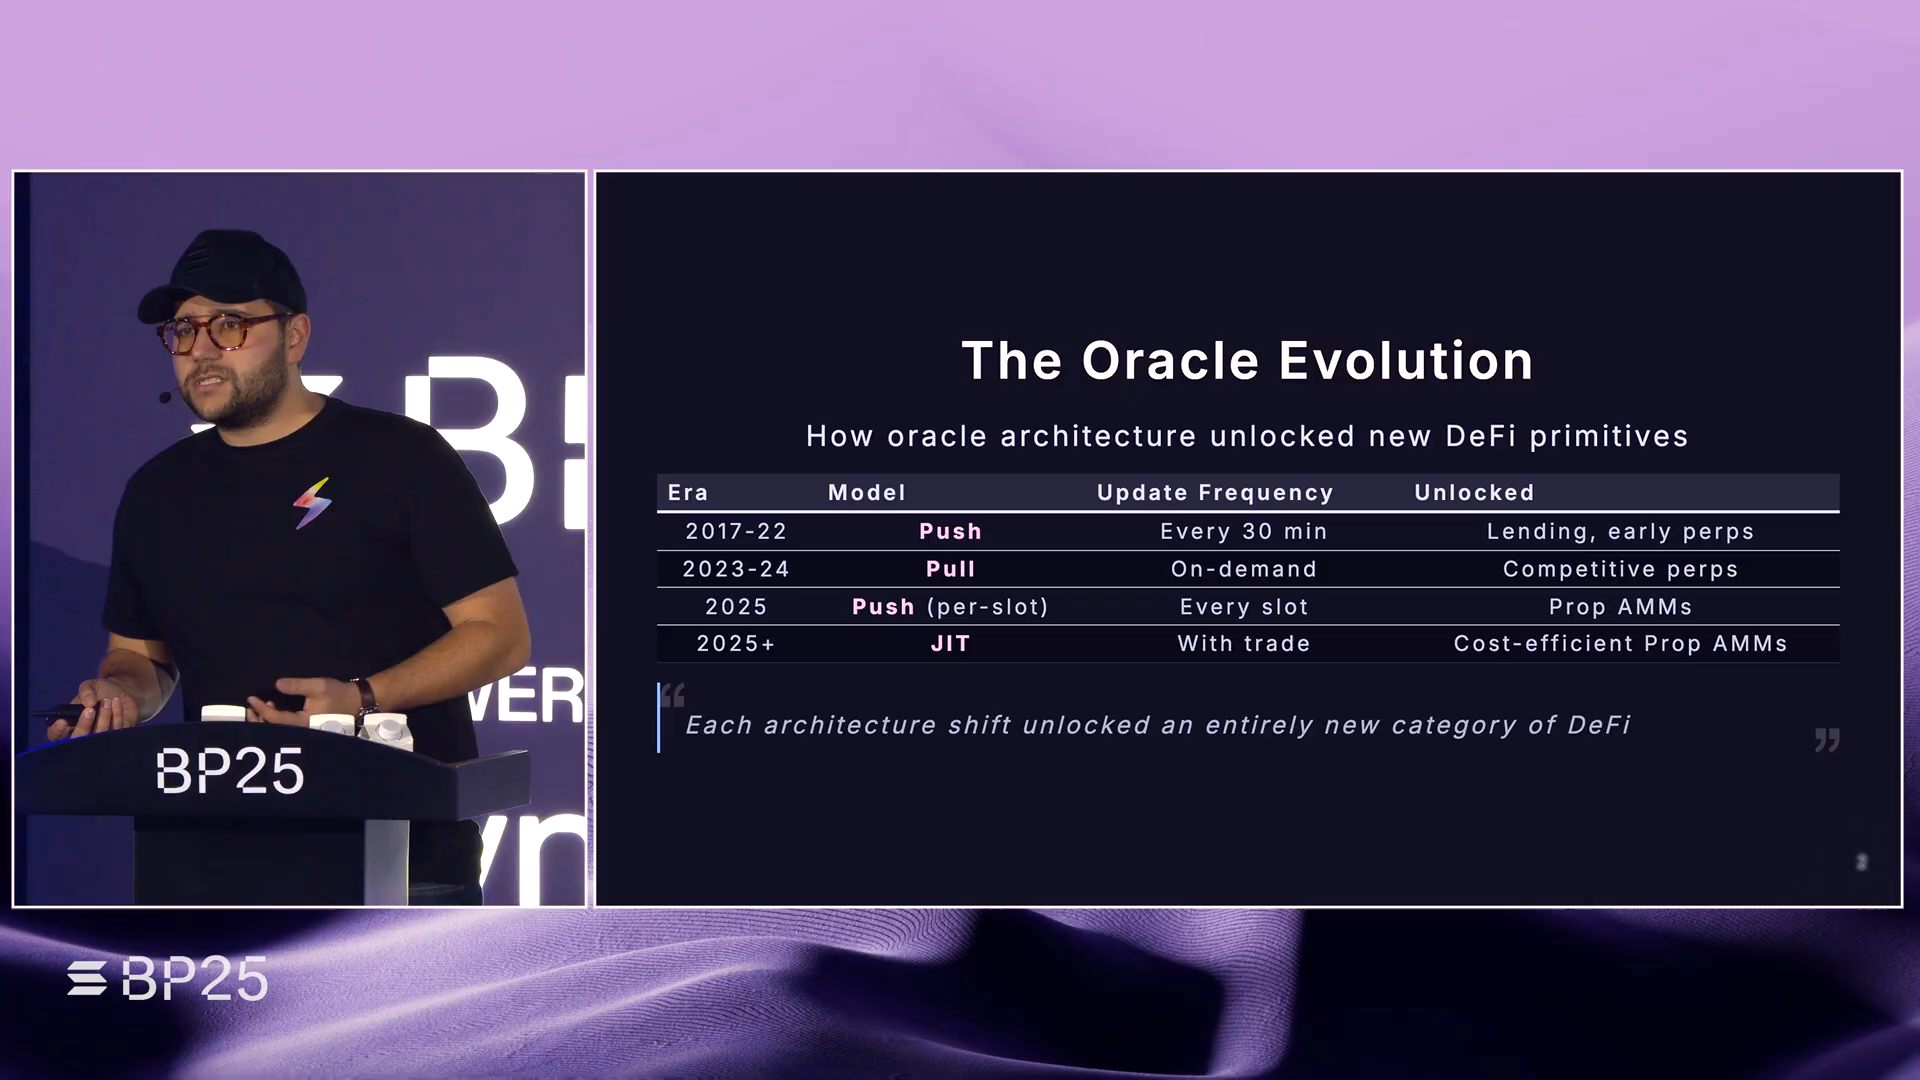 The Oracle Evolution
How oracle architecture unlocked new DeFi primitives
Era Model Update Frequency Unlocked
2017-22 Push Every 30 min Lending, early perps
2023-24 Pull On-demand Competitive perps
2025 Push (per-slot) Every slot Prop AMMs
2025+ JIT With trade Cost-efficient Prop AMMs
“ Each architecture shift unlocked an entirely new category of DeFi ”
BP25
BP25